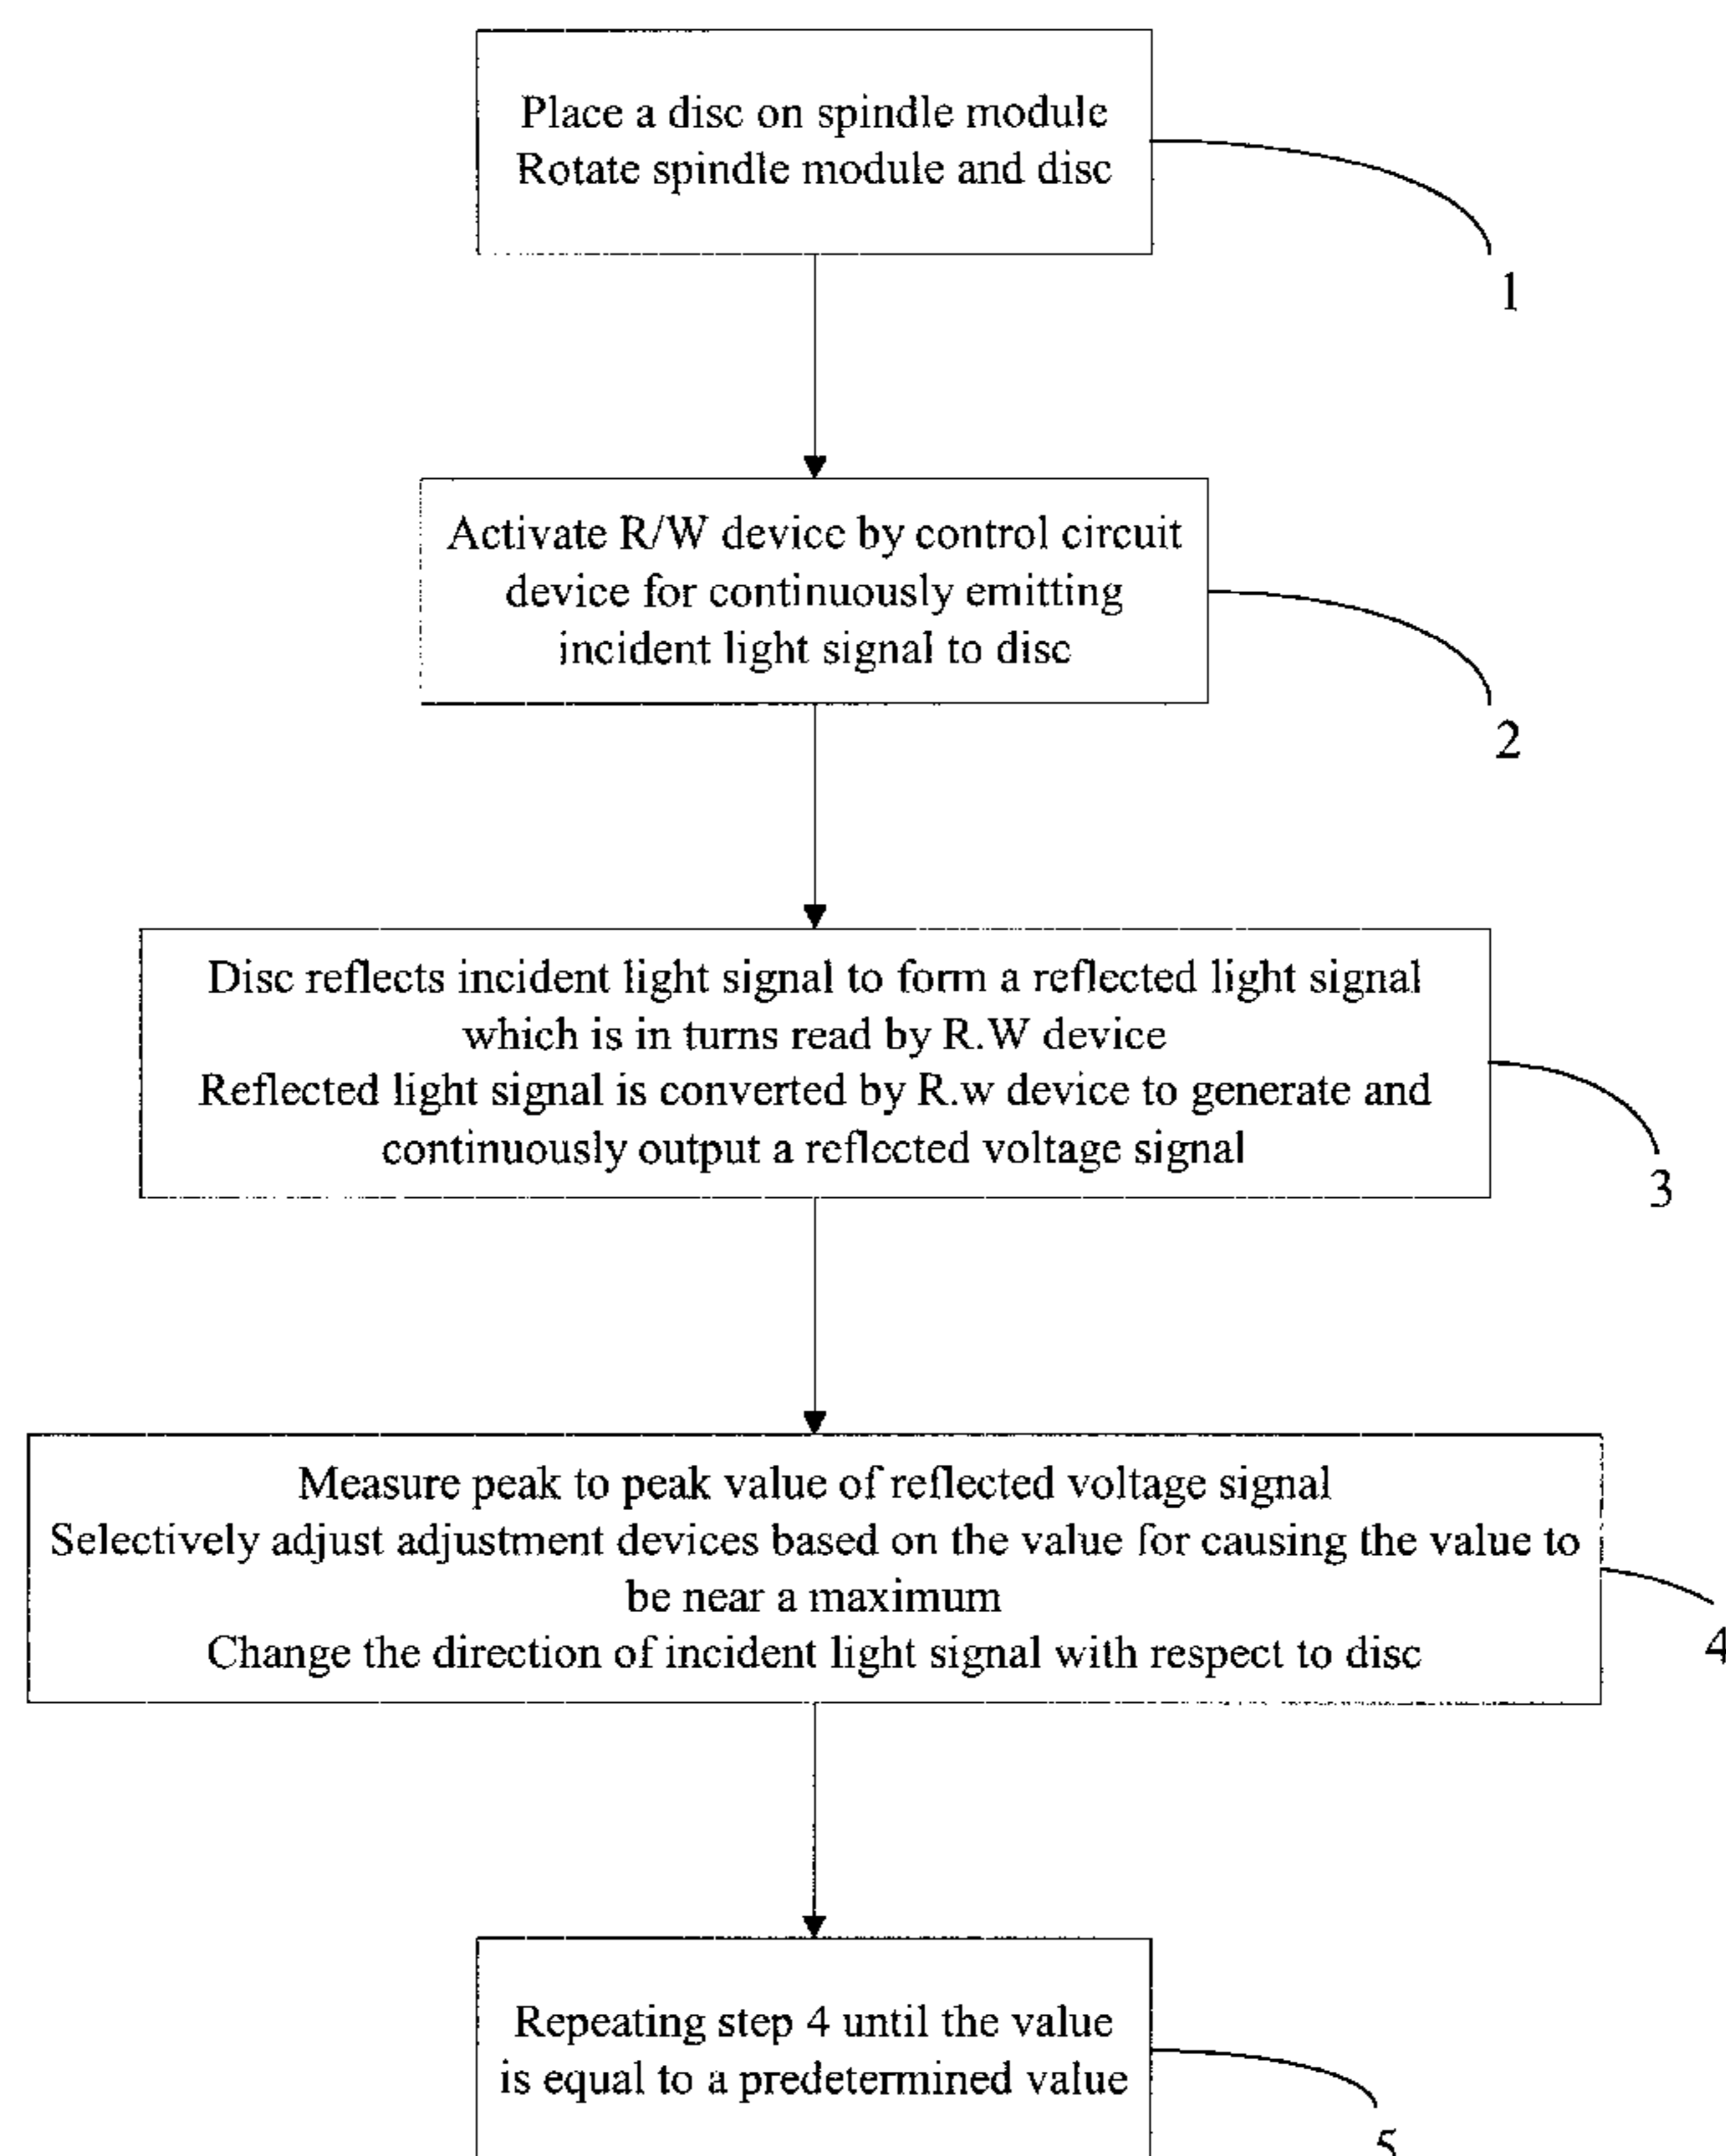 Place a disc on spindle module
Rotate spindle module and disc
1
Activate R/W device by control circuit
device for continuously emitting
incident light signal to disc
2
Disc reflects incident light signal to form a reflected light signal
which is in turns read by R.W device
Reflected light signal is converted by R.w device to generate and
continuously output a reflected voltage signal
3
Measure peak to peak value of reflected voltage signal
Selectively adjust adjustment devices based on the value for causing the value to
be near a maximum
Change the direction of incident light signal with respect to disc
4
Repeating step 4 until the value
is equal to a predetermined value
5